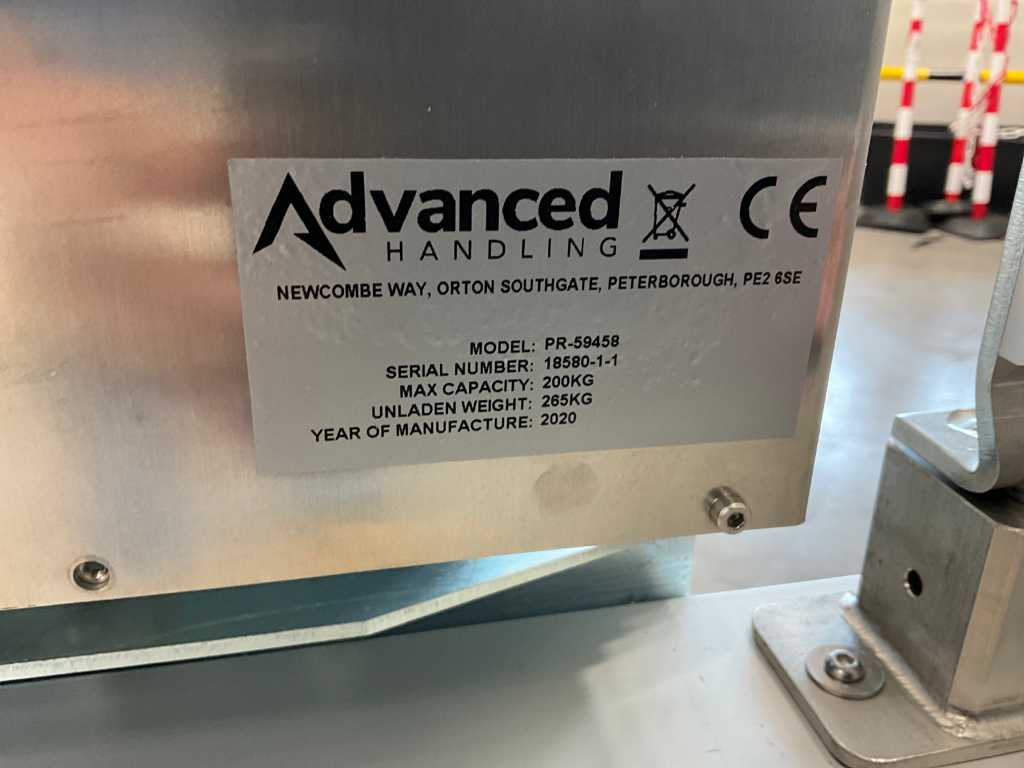 Advanced
HANDLING
CE
NEWCOMBE WAY, ORTON SOUTHGATE, PETERBOROUGH, PE2 6SE
MODEL: PR-59458
SERIAL NUMBER: 18580-1-1
MAX CAPACITY: 200KG
UNLADEN WEIGHT: 265KG
YEAR OF MANUFACTURE: 2020